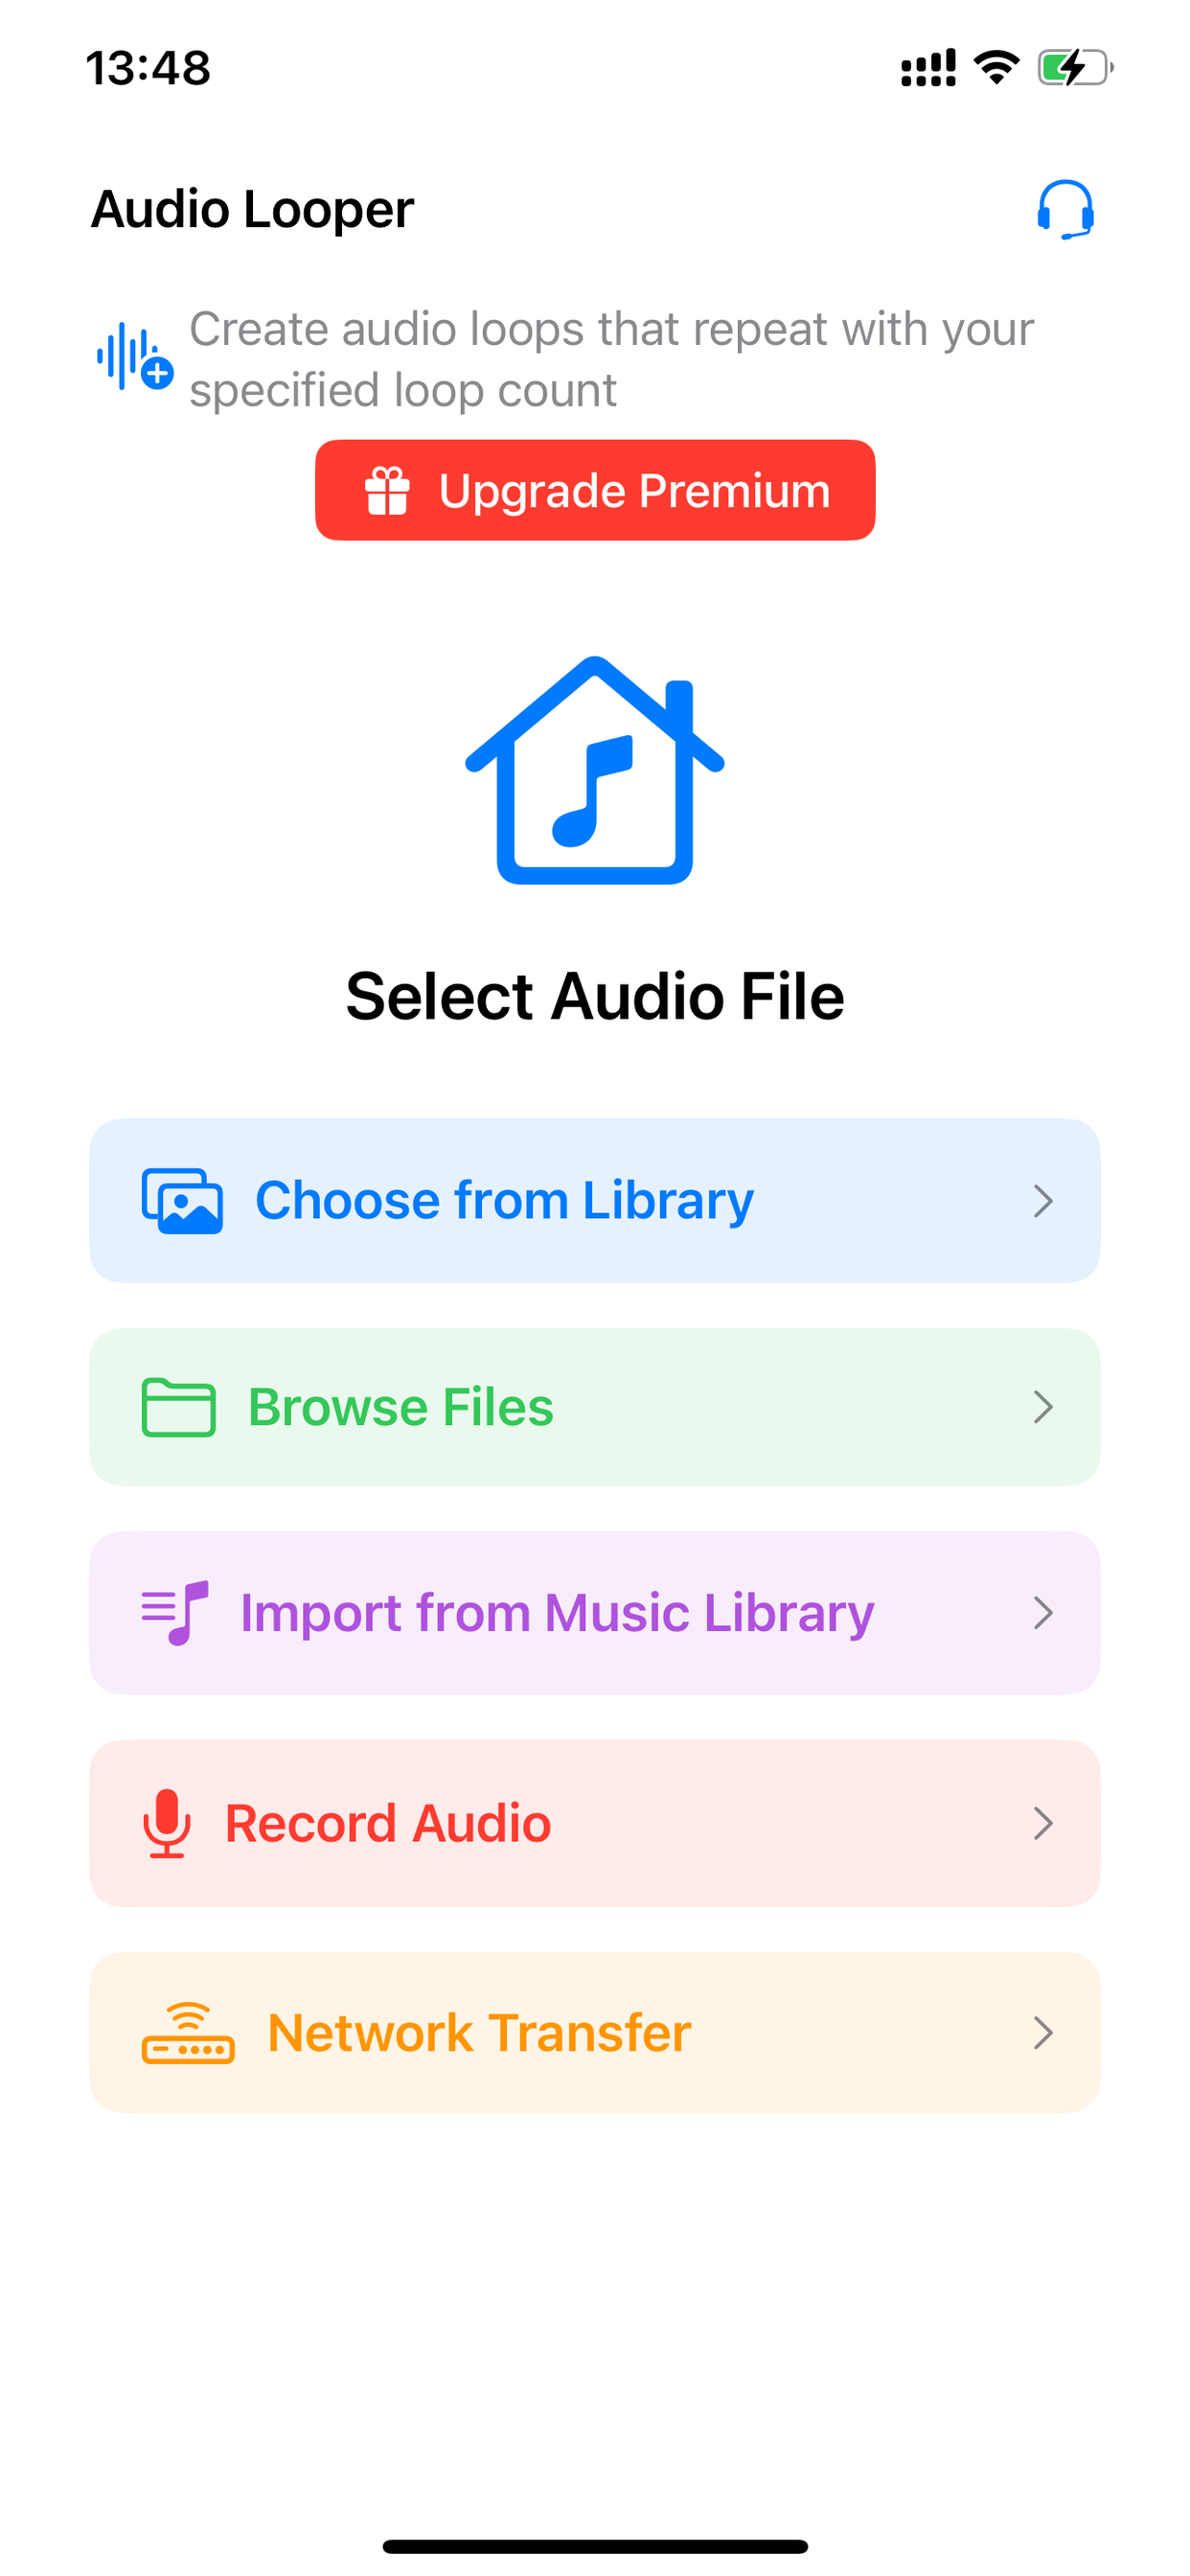 13:48
Audio Looper
Create audio loops that repeat with your
specified loop count
Upgrade Premium
Select Audio File
Choose from Library
Browse Files
Import from Music Library
Record Audio
Network Transfer